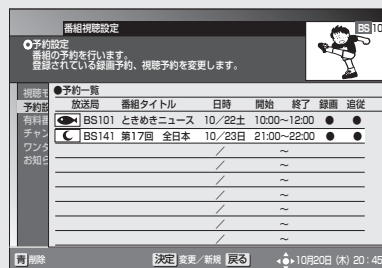 番組視聴設定
BS 10
予約設定
番組の予約を行います。
登録されている録画予約、視聴予約を変更します。
視聴モ
予約設
有料番
チャン
ワンタ
お知ら
●予約一覧
放送局 番組タイトル 日時 開始 終了 録画 追従
BS101 ときめきニュース 10／22土 10:00～12:00 ● ●
BS141 第17回 全日本 10／23日 21:00～22:00 ● ●
／ ～
／ ～
／ ～
／ ～
／ ～
／ ～
青 削除 決定 変更／新規 戻る 10月20日 (木) 20：45